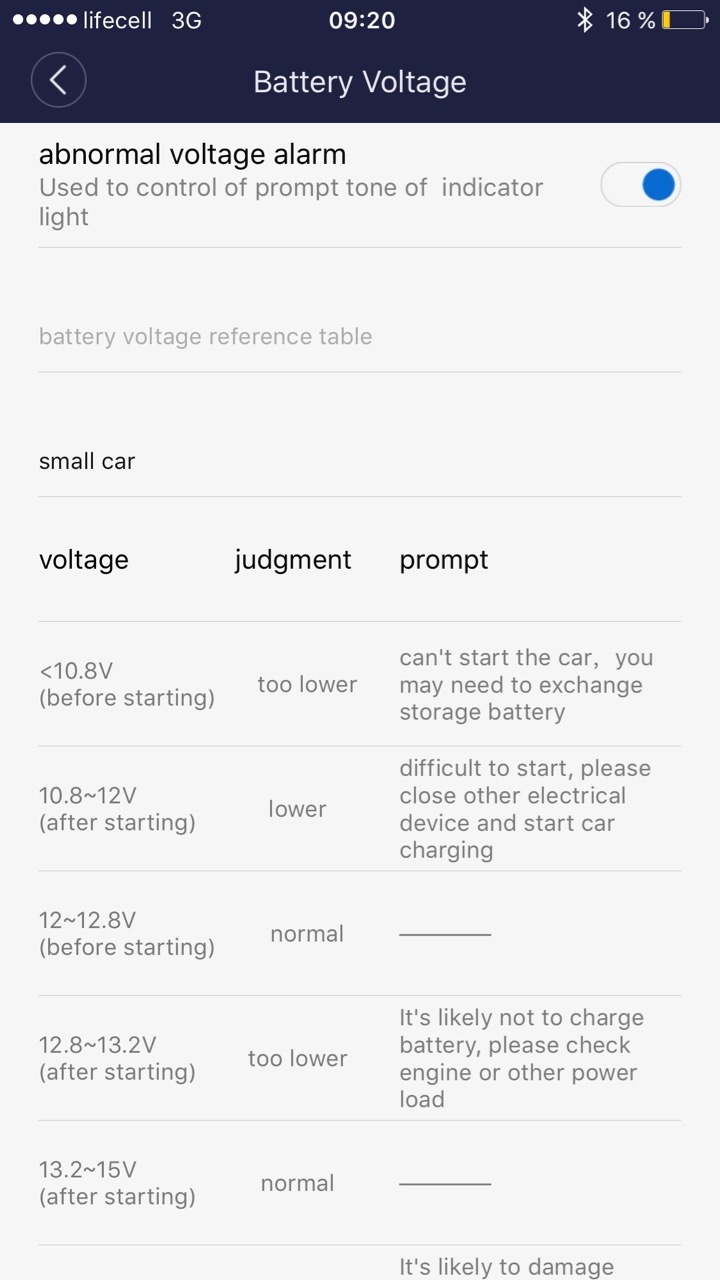 lifecell 3G 09:20 16 %
Battery Voltage
abnormal voltage alarm
Used to control of prompt tone of indicator
light
battery voltage reference table
small car
voltage judgment prompt
<10.8V
(before starting)
too lower
can't start the car, you
may need to exchange
storage battery
10.8~12V
(after starting)
lower
difficult to start, please
close other electrical
device and start car
charging
12~12.8V
(before starting)
normal
12.8~13.2V
(after starting)
too lower
It's likely not to charge
battery, please check
engine or other power
load
13.2~15V
(after starting)
normal
It's likely to damage